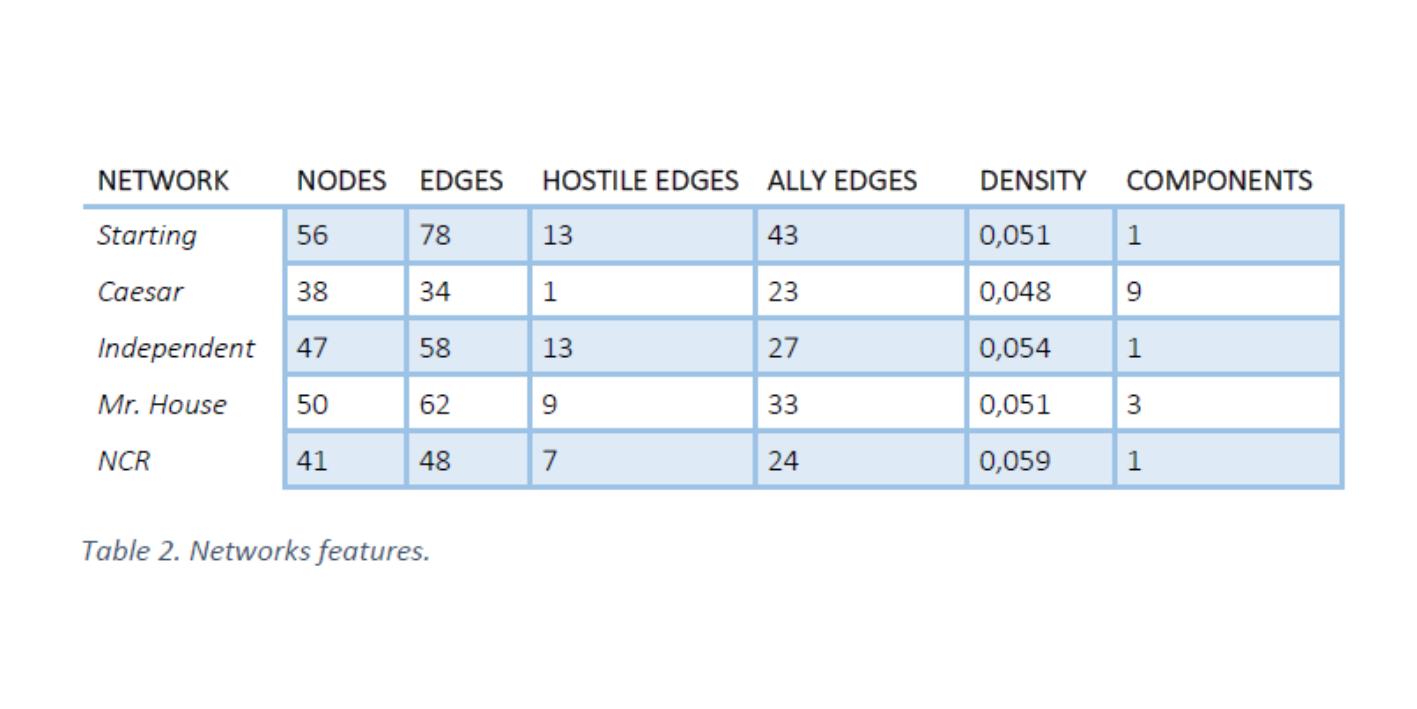 NETWORK NODES EDGES HOSTILE EDGES ALLY EDGES DENSITY COMPONENTS
Starting 56 78 13 43 0,051 1
Caesar 38 34 1 23 0,048 9
Independent 47 58 13 27 0,054 1
Mr. House 50 62 9 33 0,051 3
NCR 41 48 7 24 0,059 1
Table 2. Networks features.